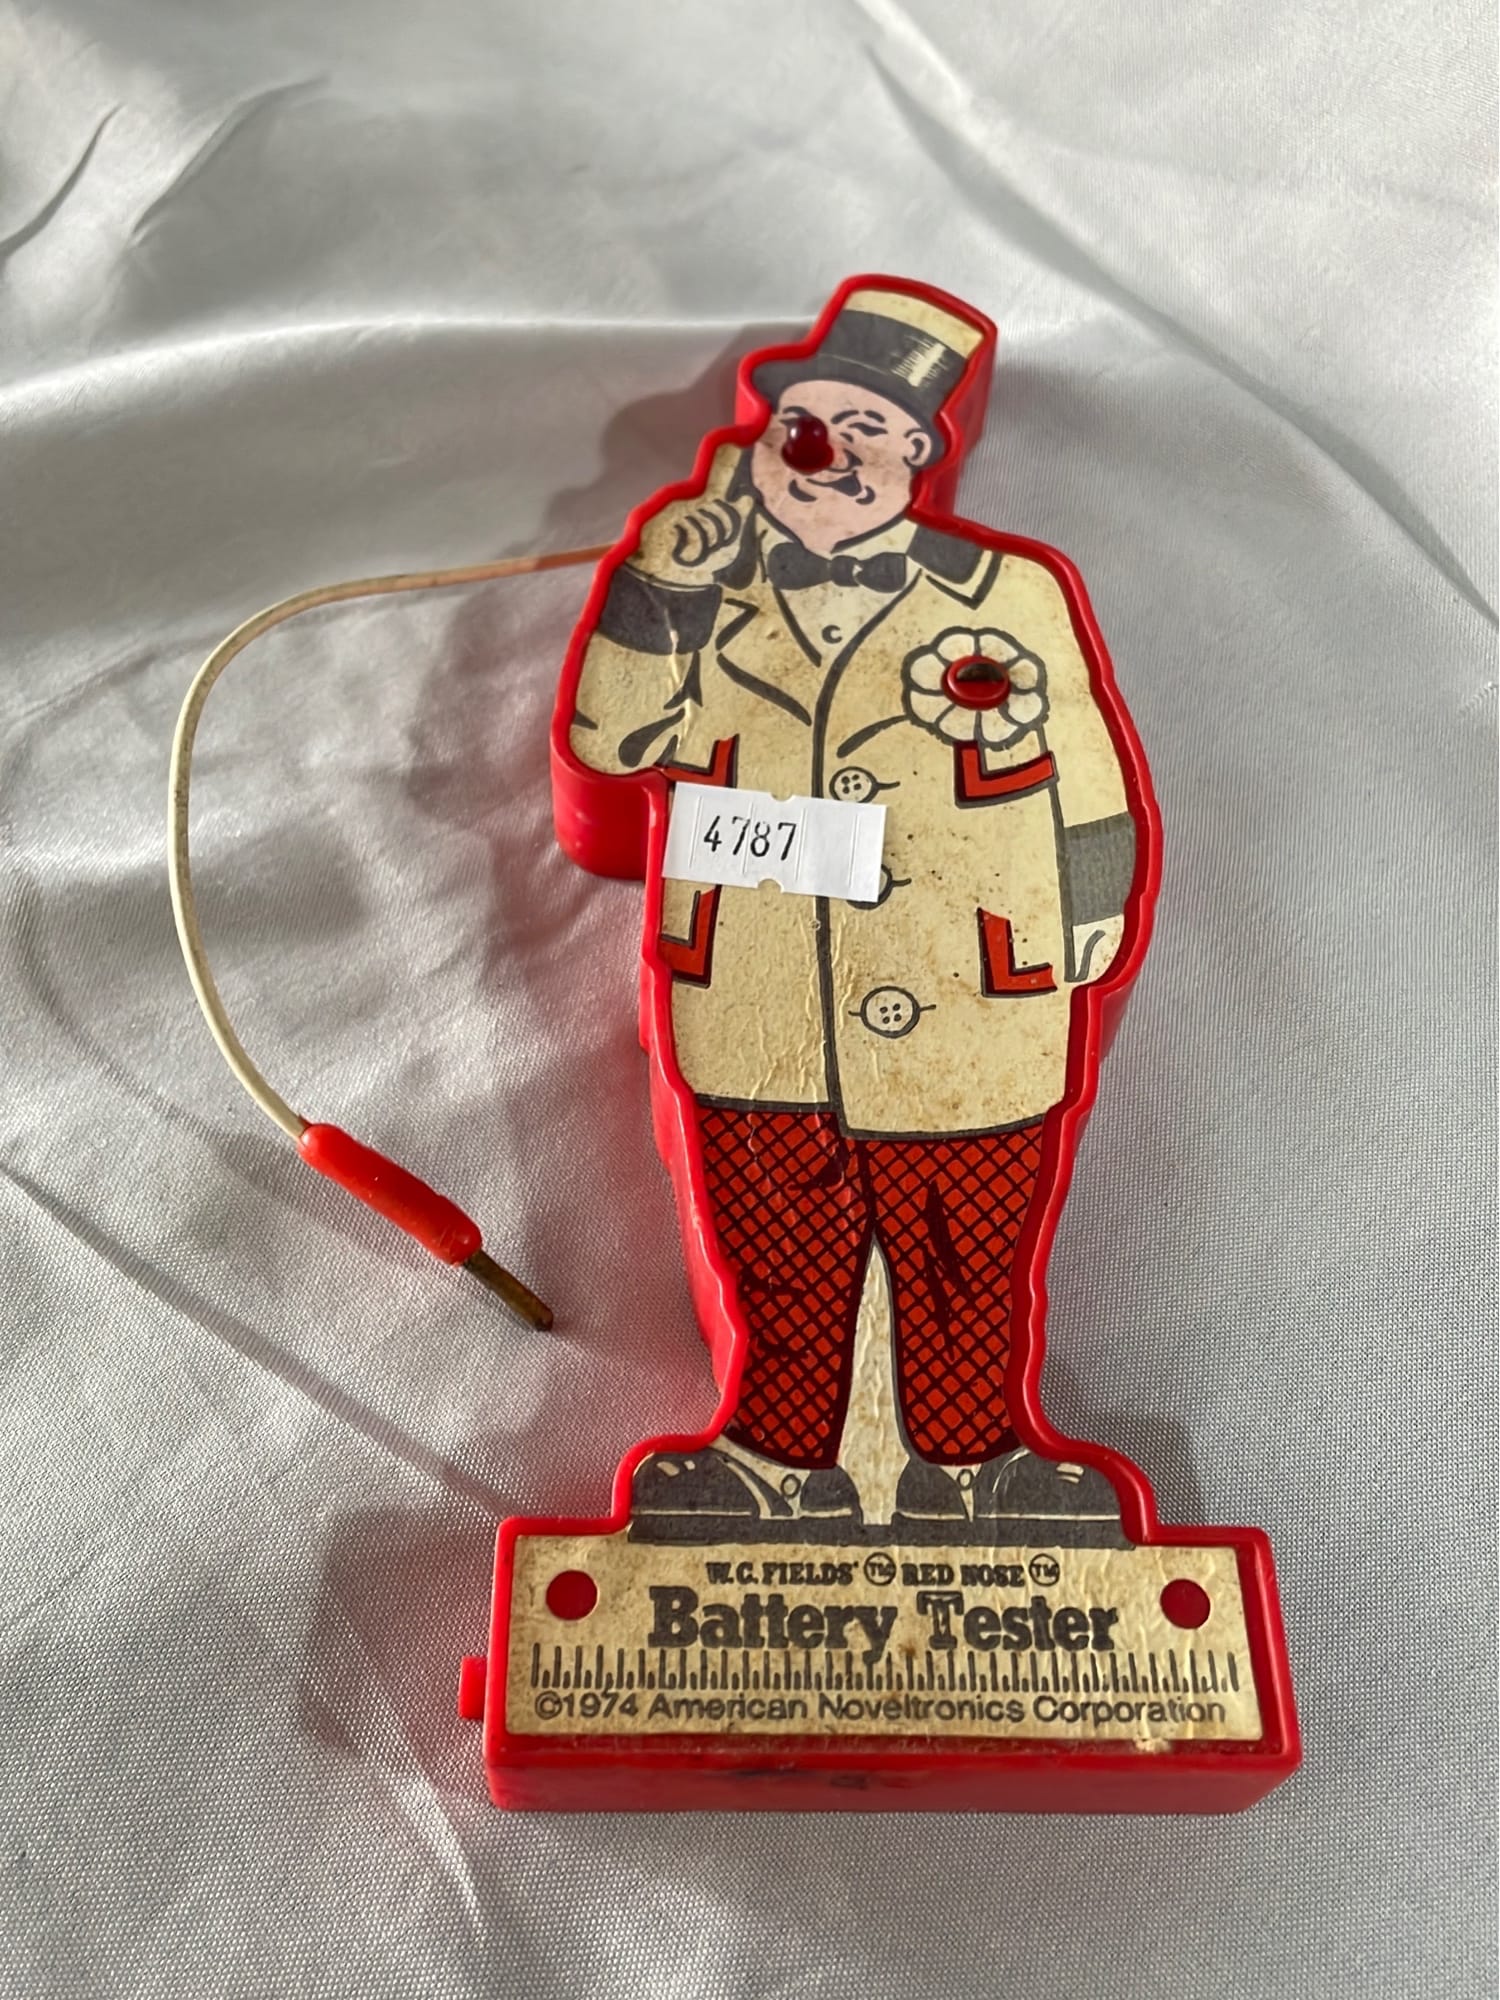 4787
W.C. FIELDS' TM RED NOSE TM
Battery Tester
©1974 American Noveltronics Corporation